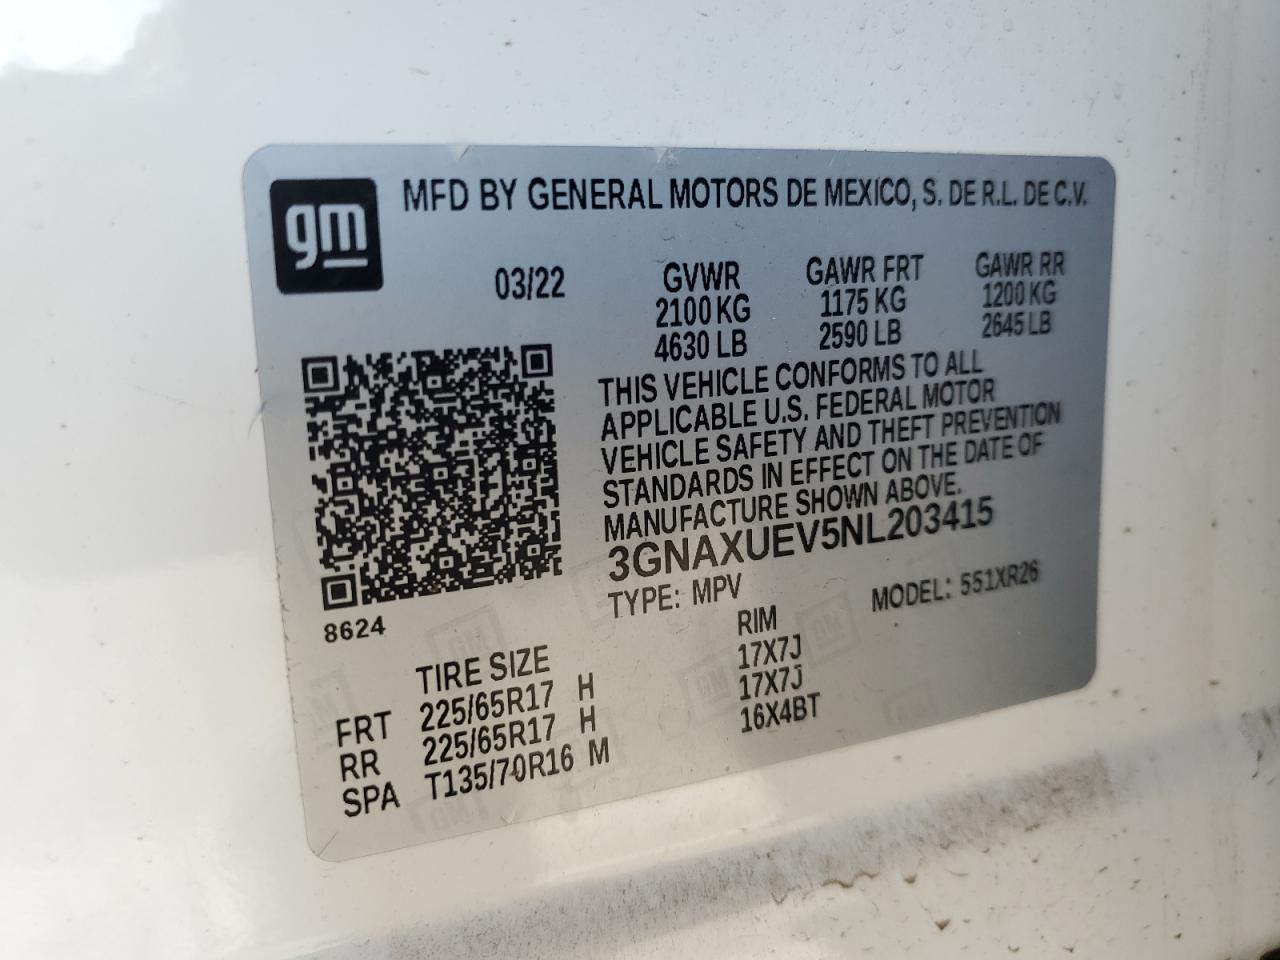 gm
MFD BY GENERAL MOTORS DE MEXICO, S. DE R.L. DE C.V.
03/22 GVWR GAWR FRT GAWR RR
2100 KG 1175 KG 1200 KG
4630 LB 2590 LB 2645 LB
THIS VEHICLE CONFORMS TO ALL
APPLICABLE U.S. FEDERAL MOTOR
VEHICLE SAFETY AND THEFT PREVENTION
STANDARDS IN EFFECT ON THE DATE OF
MANUFACTURE SHOWN ABOVE.
3GNAXUEV5NL203415
TYPE: MPV MODEL: 551XR26
8624
TIRE SIZE RIM
FRT 225/65R17 H 17X7J
RR 225/65R17 H 17X7J
SPA T135/70R16 M 16X4BT